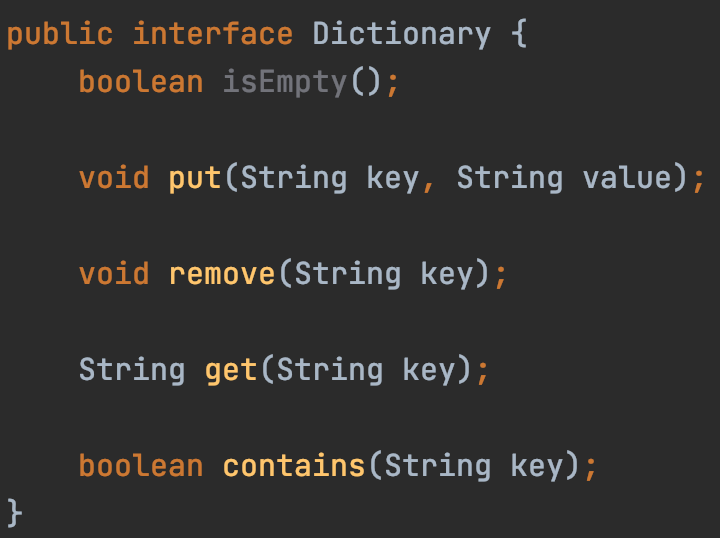 public interface Dictionary {
    boolean isEmpty();
    void put(String key, String value);
    void remove(String key);
    String get(String key);
    boolean contains(String key);
}